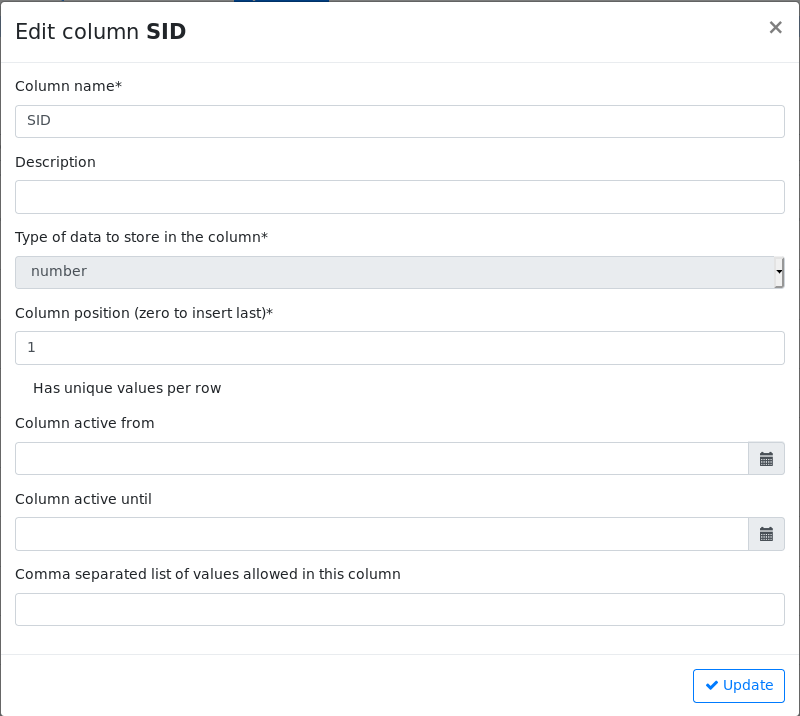 Edit column SID
×
Column name*
SID
Description
Type of data to store in the column*
number
Column position (zero to insert last)*
1
Has unique values per row
Column active from
Column active until
Comma separated list of values allowed in this column
Update